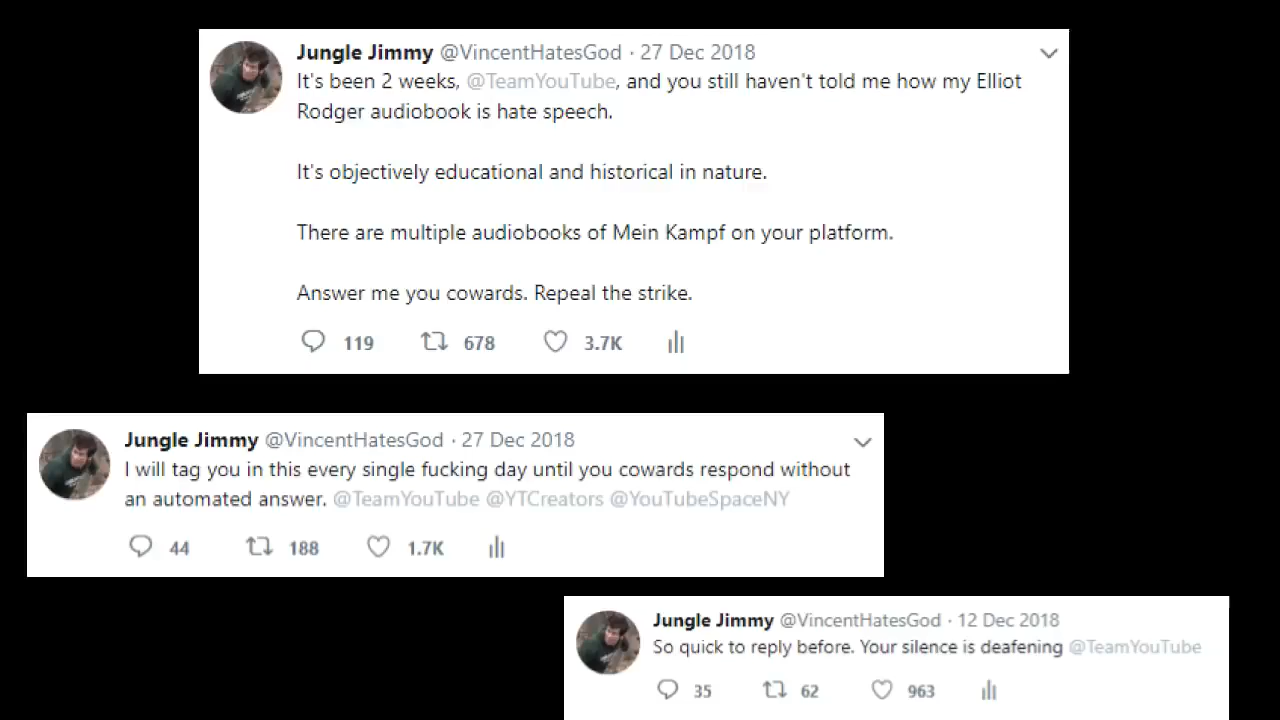 Jungle Jimmy @VincentHatesGod · 27 Dec 2018
It's been 2 weeks, @TeamYouTube, and you still haven't told me how my Elliot
Rodger audiobook is hate speech.
It's objectively educational and historical in nature.
There are multiple audiobooks of Mein Kampf on your platform.
Answer me you cowards. Repeal the strike.
119 678 3.7K
Jungle Jimmy @VincentHatesGod · 27 Dec 2018
I will tag you in this every single fucking day until you cowards respond without
an automated answer. @TeamYouTube @YTCreators @YouTubeSpaceNY
44 188 1.7K
Jungle Jimmy @VincentHatesGod · 12 Dec 2018
So quick to reply before. Your silence is deafening @TeamYouTube
35 62 963